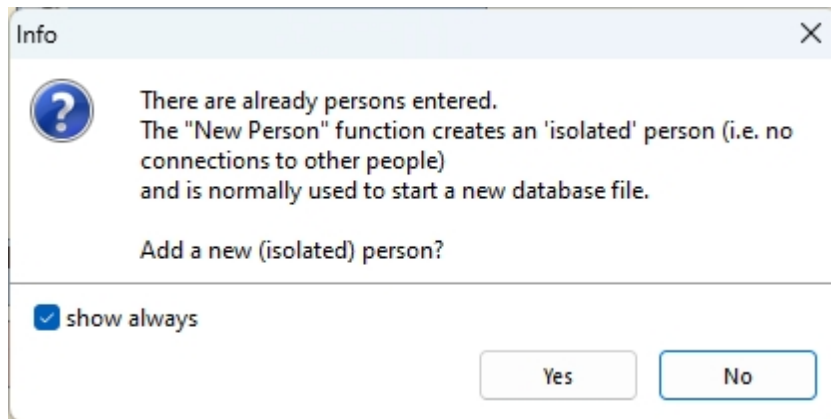 Info
There are already persons entered.
The "New Person" function creates an 'isolated' person (i.e. no
connections to other people)
and is normally used to start a new database file.
Add a new (isolated) person?
show always
Yes
No